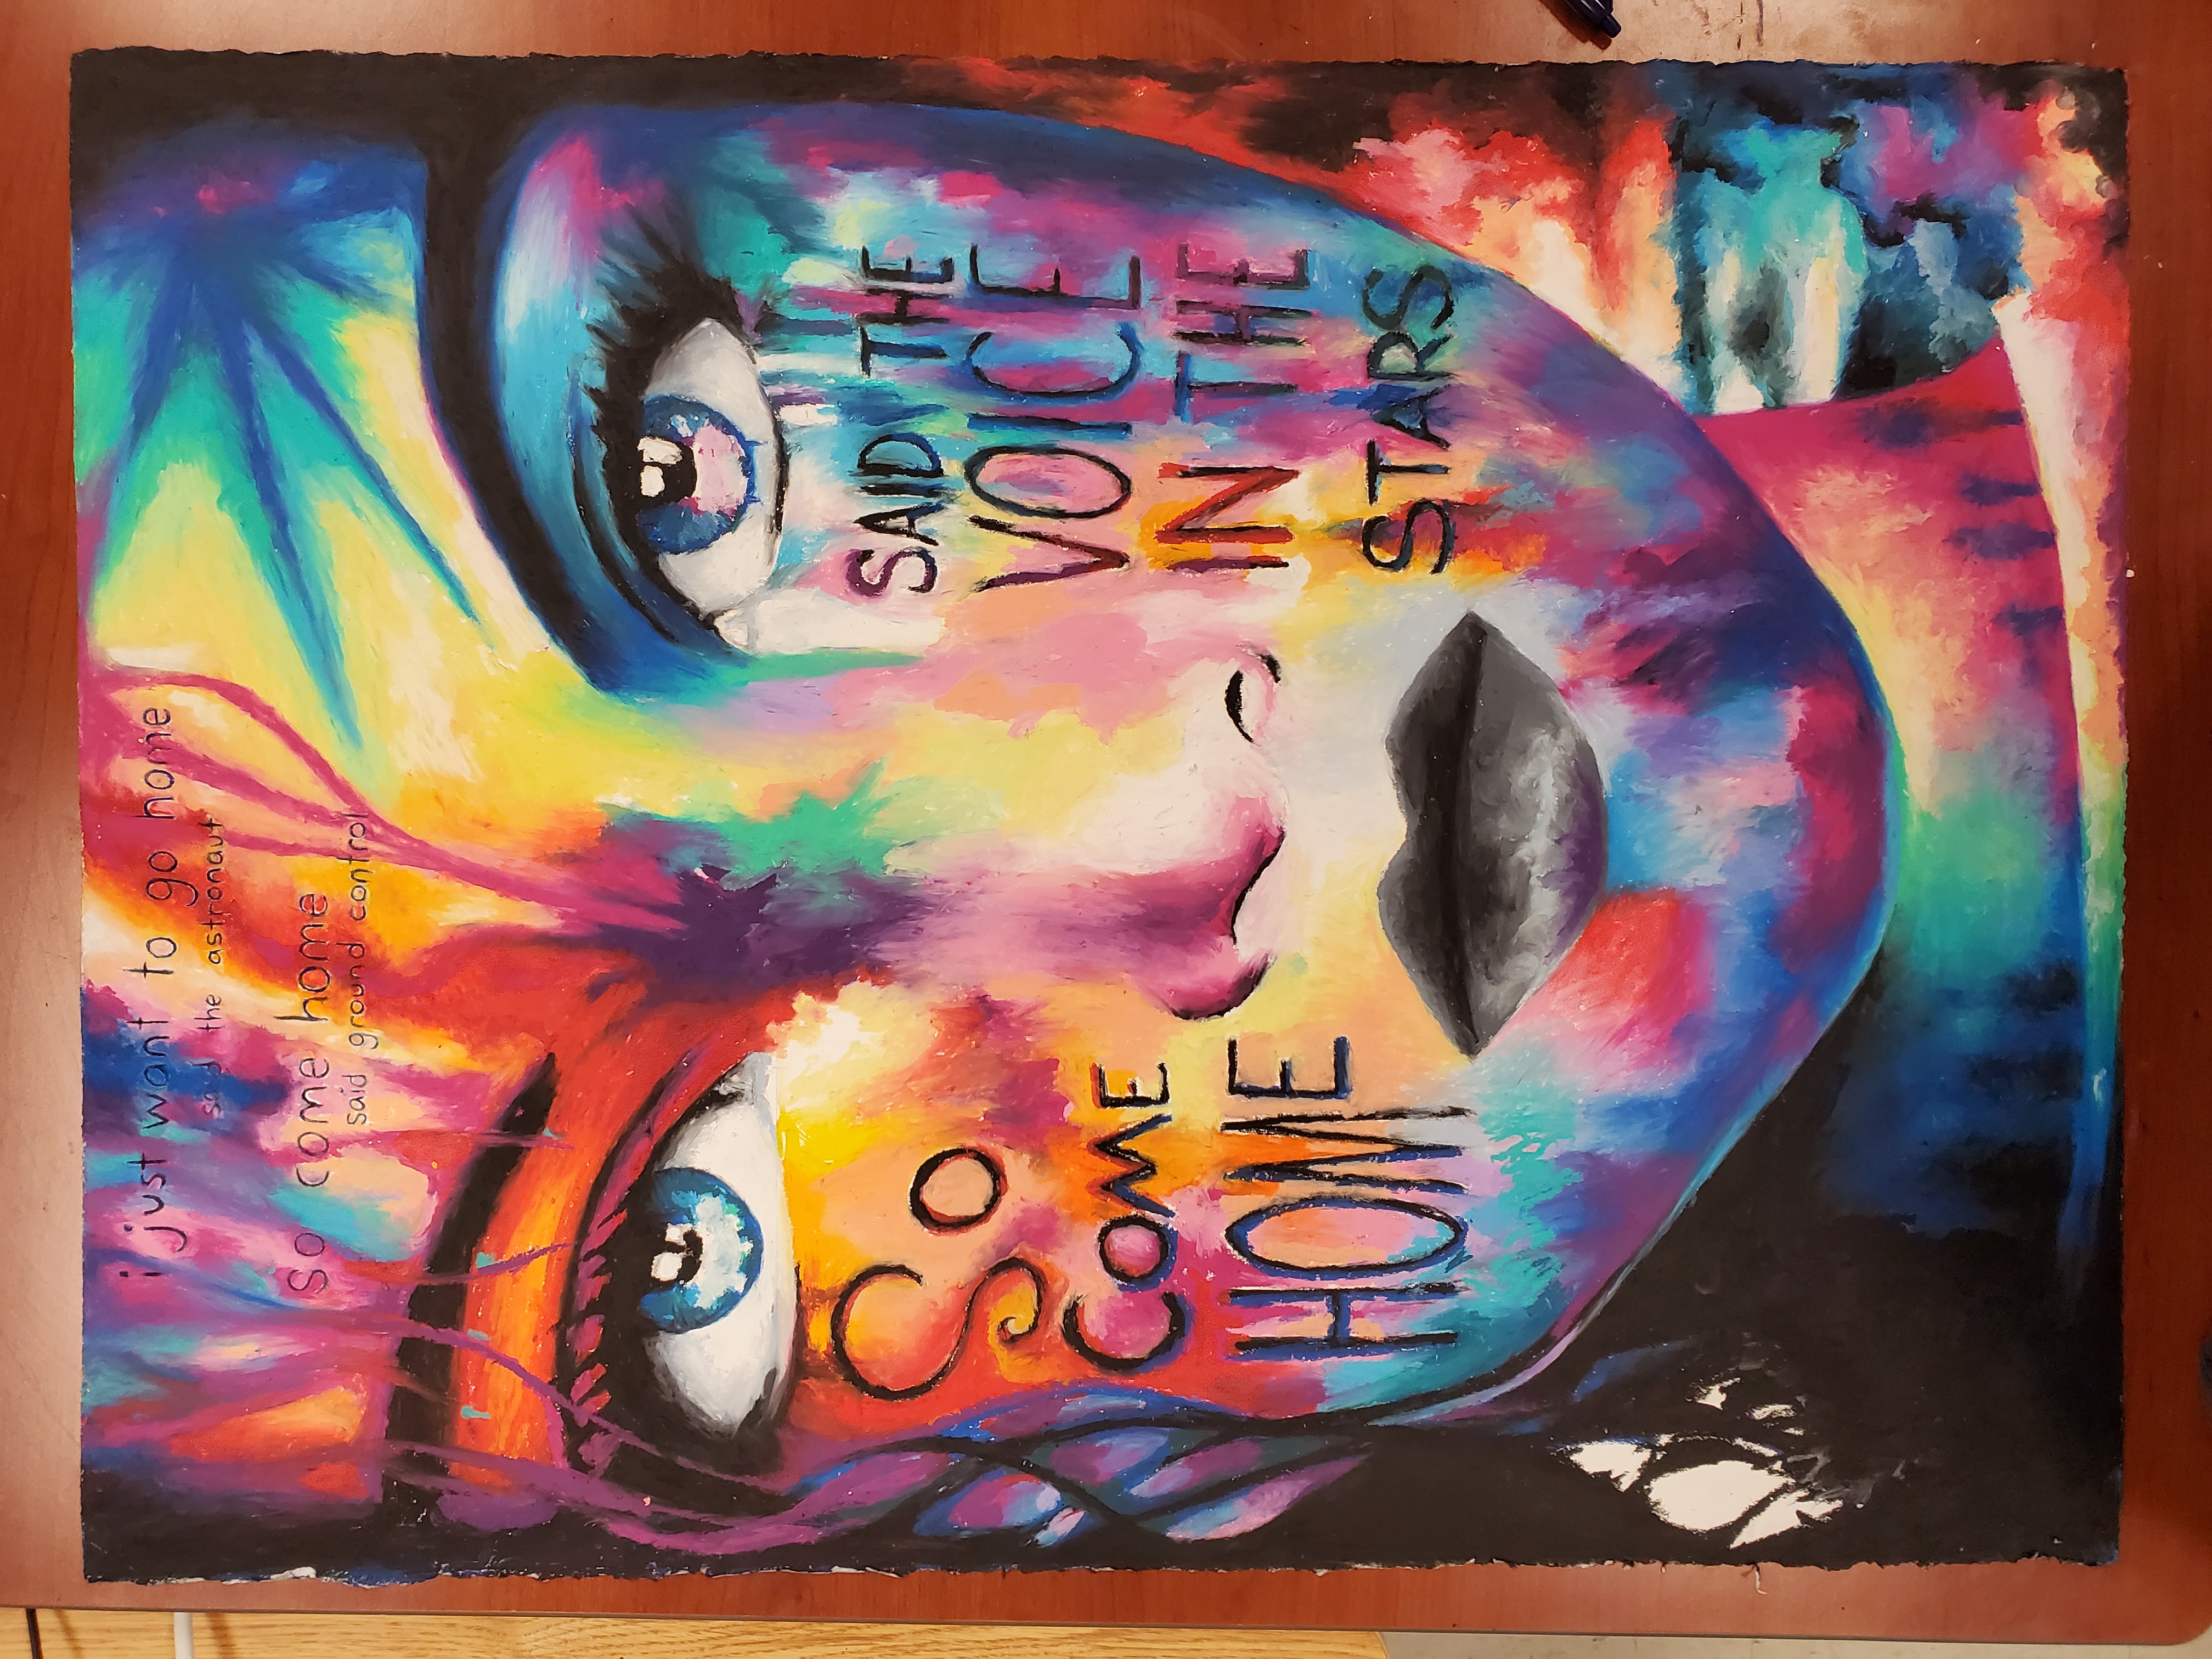 i just want to go home
said the astronaut
so come home
said ground control
SO
COME
HOME
SAID THE
VOICE
IN THE
STARS